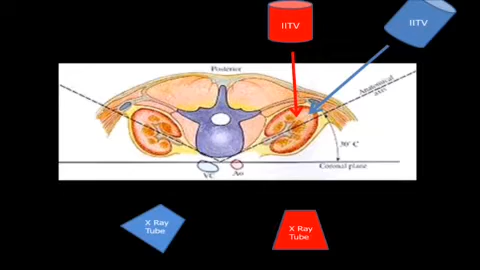 IITV
IITV
Posterior
Anatomical
axis
30° C
Coronal plane
VC
Ao
X Ray
Tube
X Ray
Tube